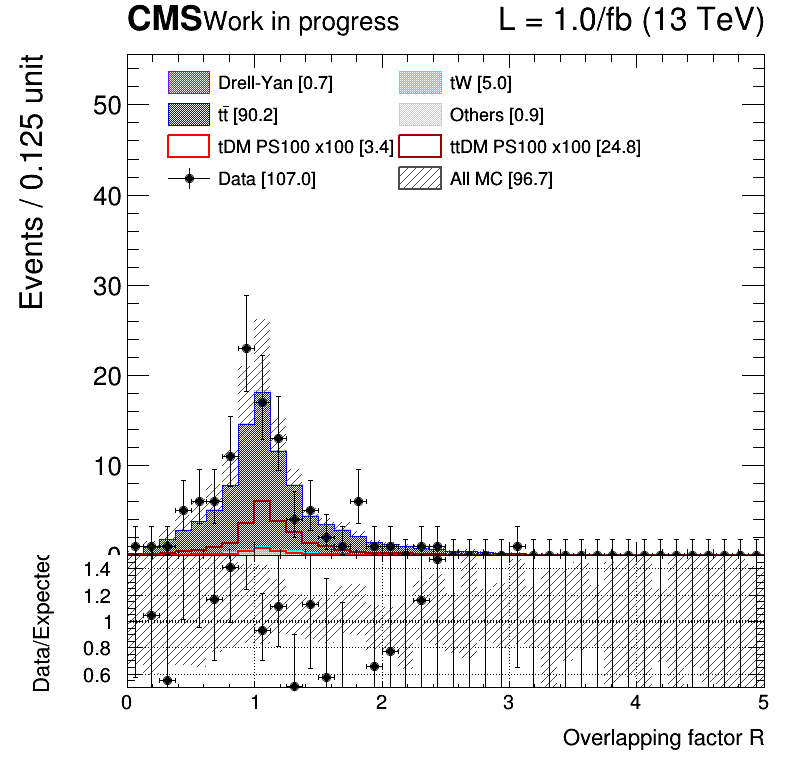 CMS Work in progress L = 1.0/fb (13 TeV)
Events / 0.125 unit
Drell-Yan [0.7] tW [5.0]
tt̄ [90.2] Others [0.9]
tDM PS100 x100 [3.4] ttDM PS100 x100 [24.8]
Data [107.0] All MC [96.7]
50
40
30
20
10
0
Data/Expected
1.4
1.2
1
0.8
0.6
0 1 2 3 4 5
Overlapping factor R